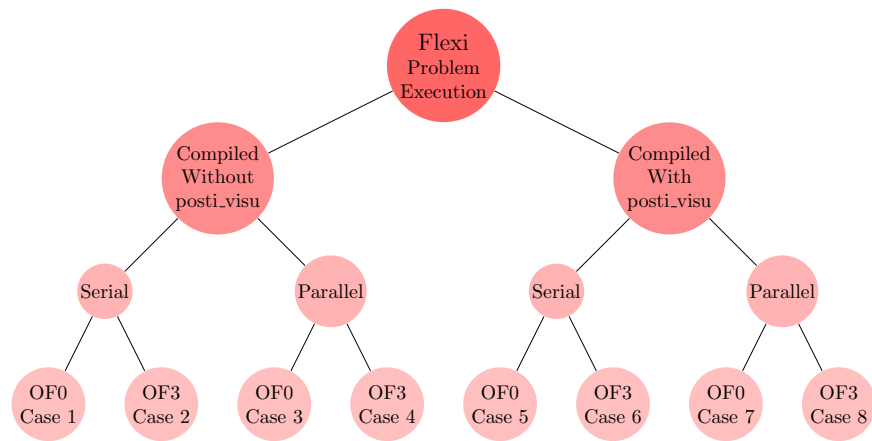 Flexi
Problem
Execution
Compiled
Without
posti_visu
Compiled
With
posti_visu
Serial
Parallel
Serial
Parallel
OF0
Case 1
OF3
Case 2
OF0
Case 3
OF3
Case 4
OF0
Case 5
OF3
Case 6
OF0
Case 7
OF3
Case 8